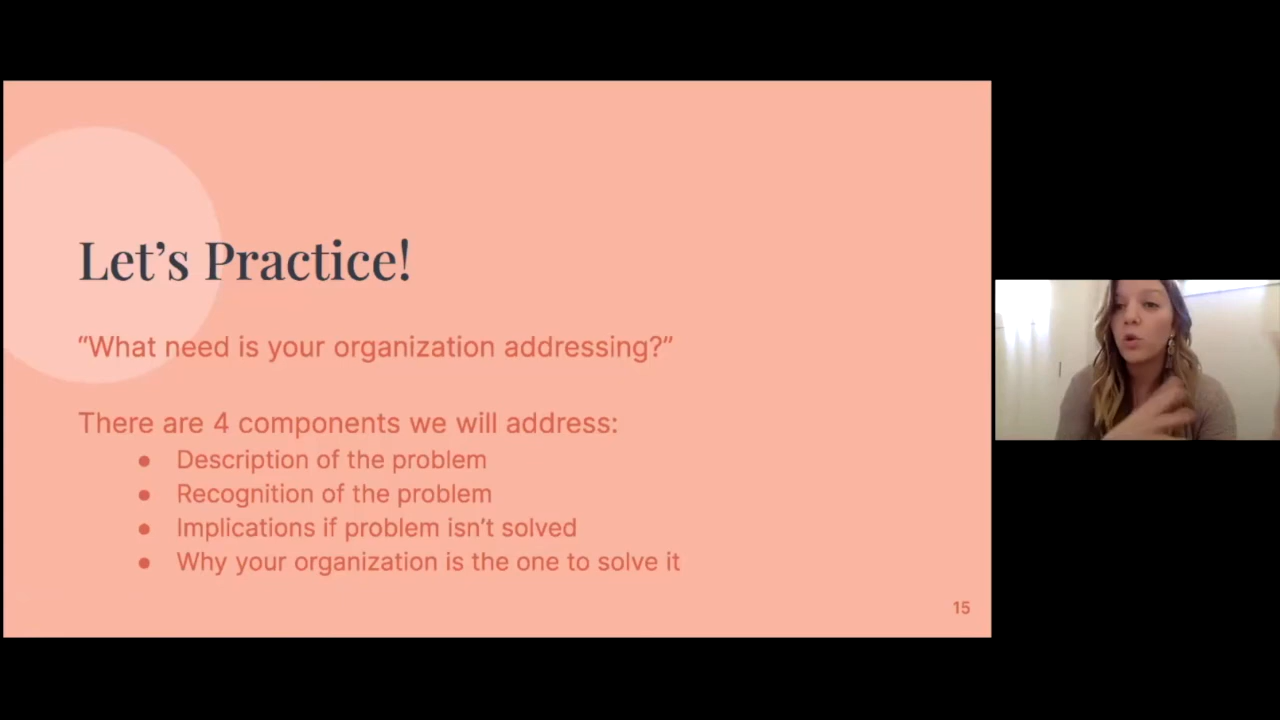 Let’s Practice!
“What need is your organization addressing?”
There are 4 components we will address:
● Description of the problem
● Recognition of the problem
● Implications if problem isn’t solved
● Why your organization is the one to solve it
15